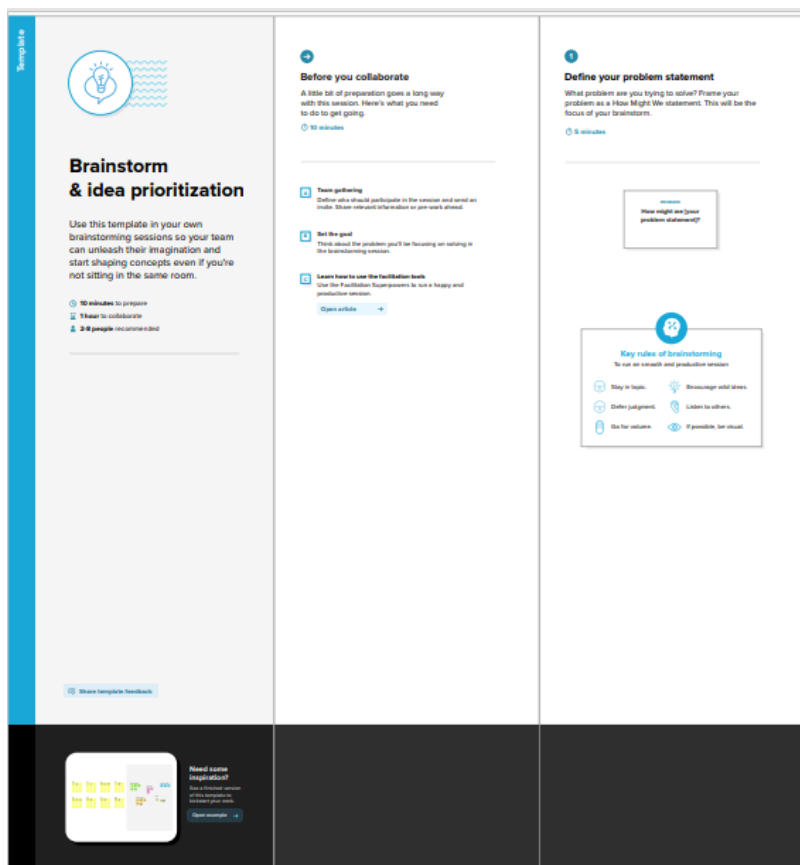 Template
Brainstorm
& idea prioritization
Use this template in your own
brainstorming sessions so your team
can unleash their imagination and
start shaping concepts even if you're
not sitting in the same room.
10 minutes to prepare
1 hour to collaborate
2-8 people recommended
Share template feedback
Need some
inspiration?
See a finished version
of this template to
kickstart your work.
Open example
Before you collaborate
A little bit of preparation goes a long way
with this session. Here's what you need
to do to get going.
10 minutes
A
Team gathering
Define who should participate in the session and send an
invite. Share relevant information or pre-work ahead.
B
Set the goal
Think about the problem you'll be focusing on solving in
the brainstorming session.
C
Learn how to use the facilitation tools
Use the Facilitation Superpowers to run a happy and
productive session.
Open article
1
Define your problem statement
What problem are you trying to solve? Frame your
problem as a How Might We statement. This will be the
focus of your brainstorm.
5 minutes
PROBLEM
How might we [your
problem statement]?
Key rules of brainstorming
To run an smooth and productive session
Stay in topic.
Encourage wild ideas.
Defer judgment.
Listen to others.
Go for volume.
If possible, be visual.